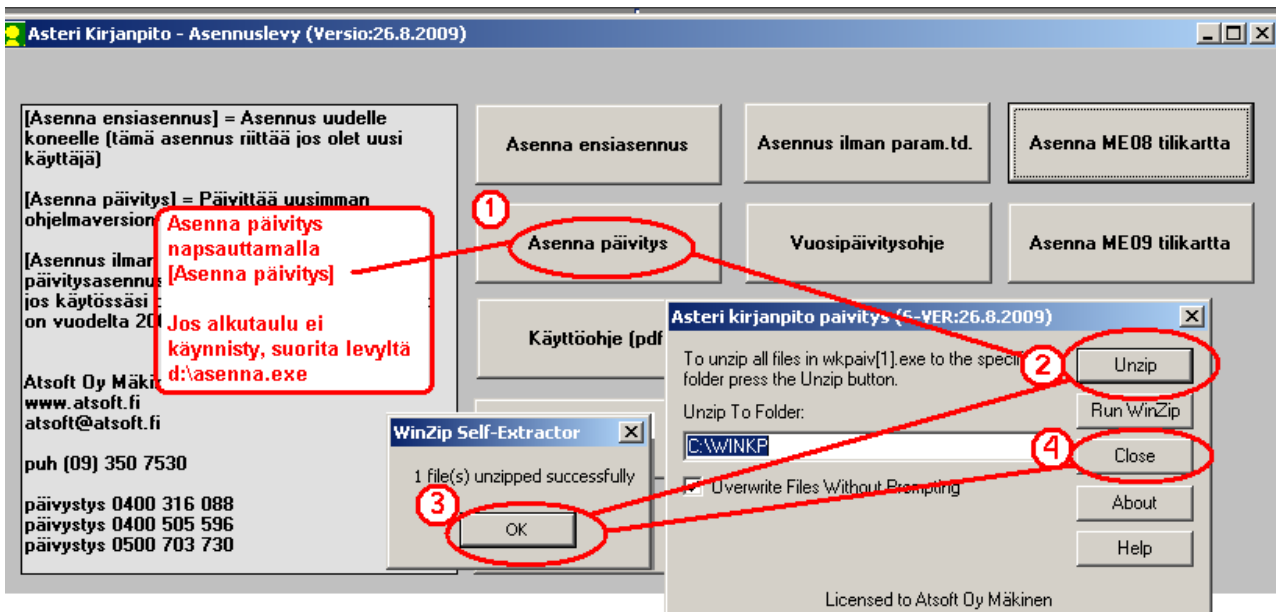 Asteri Kirjanpito - Asennuslevy (Versio:26.8.2009)
[Asenna ensiasennus] = Asennus uudelle
koneelle (tämä asennus riittää jos olet uusi
käyttäjä)
[Asenna päivitys] = Päivittää uusimman
ohjelmaversion
[Asennus ilman
päivitysasennus
jos käytössäsi
on vuodelta
Atsoft Oy
www.atsoft.fi
atsoft@atsoft.fi
puh (09) 350 7530
päivystys 0400 316 088
päivystys 0400 505 596
päivystys 0500 703 730
Asenna päivitys
napsauttamalla
[Asenna päivitys]
Jos alkutaulu ei
käynnisty, suorita levyltä
d:\asenna.exe
Asenna ensiasennus
Asennus ilman param.td.
Asenna ME08 tilikartta
1
Asenna päivitys
Vuosipäivitysohje
Asenna ME09 tilikartta
Käyttöohje (pdf
WinZip Self-Extractor
1 file(s) unzipped successfully
3
OK
Asteri kirjanpito paivitys (S-VER:26.8.2009)
To unzip all files in wkpaiv[1].exe to the
folder press the Unzip button.
2
Unzip
Unzip To Folder:
Run WinZip
C:\WINKP
4
Close
Overwrite Files Without Prompting
About
Help
Licensed to Atsoft Oy Mäkinen